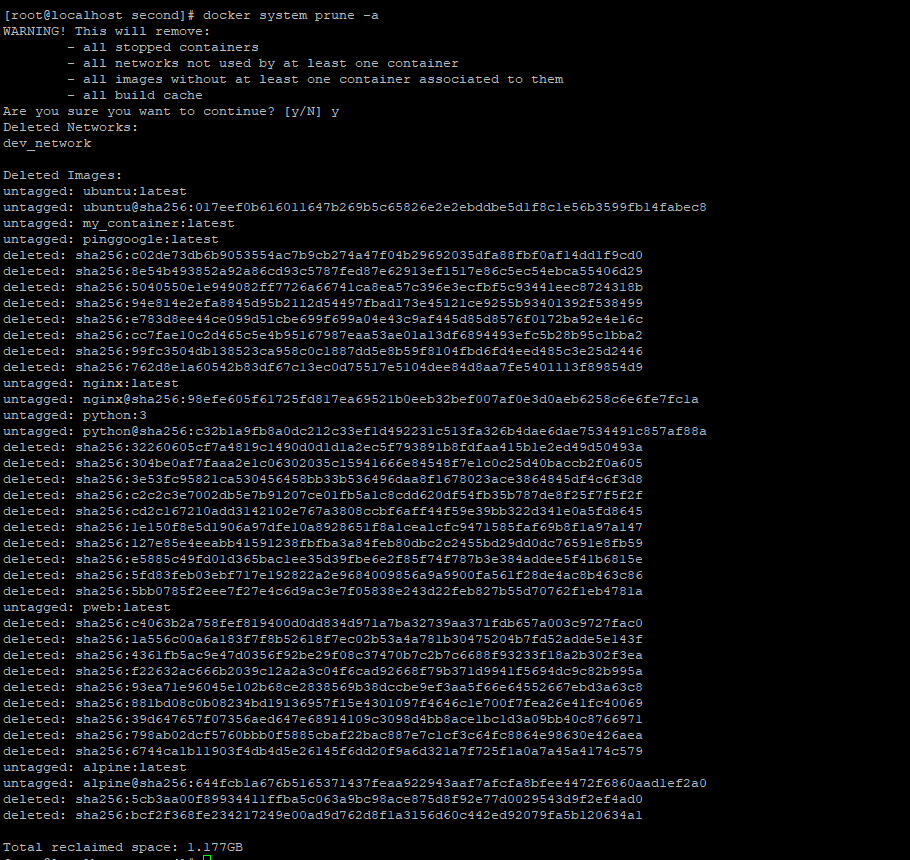 [root@localhost second]# docker system prune -a
WARNING! This will remove:
        - all stopped containers
        - all networks not used by at least one container
        - all images without at least one container associated to them
        - all build cache
Are you sure you want to continue? [y/N] y
Deleted Networks:
dev_network

Deleted Images:
untagged: ubuntu:latest
untagged: ubuntu@sha256:017eef0b616011647b269b5c65826e2e2ebddbe5d1f8c1e56b3599fb14fabec8
untagged: my_container:latest
untagged: pinggoogle:latest
deleted: sha256:c02de73db6b9053554ac7b9cb274a47f04b29692035dfa88fbf0af14dd1f9cd0
deleted: sha256:8e54b493852a92a86cd93c5787fed87e62913ef1517e86c5ec54ebca55406d29
deleted: sha256:5040550e1e949082ff7726a66741ca8ea57c396e3ecfbf5c93441eec8724318b
deleted: sha256:94e814e2efa8845d95b2112d54497fbad173e45121ce9255b93401392f538499
deleted: sha256:e783d8ee44ce099d51cbe699f699a04e43c9af445d85d8576f0172ba92e4e16c
deleted: sha256:cc7fae10c2d465c5e4b95167987eaa53ae01a13df6894493efc5b28b95c1bba2
deleted: sha256:99fc3504db138523ca958c0c1887dd5e8b59f8104fbd6fd4eed485c3e25d2446
deleted: sha256:762d8e1a60542b83df67c13ec0d75517e5104dee84d8aa7fe5401113f89854d9
untagged: nginx:latest
untagged: nginx@sha256:98efe605f61725fd817ea69521b0eeb32bef007af0e3d0aeb6258c6e6fe7fc1a
untagged: python:3
untagged: python@sha256:c32b1a9fb8a0dc212c33ef1d492231c513fa326b4dae6dae7534491c857af88a
deleted: sha256:32260605cf7a4819c1490d0d1d1a2ec5f793891b8fdfaa415b1e2ed49d50493a
deleted: sha256:304be0af7faaa2e1c06302035c15941666e84548f7e1c0c25d40baccb2f0a605
deleted: sha256:3e53fc95821ca530456458bb33b536496daa8f1678023ace3864845df4c6f3d8
deleted: sha256:c2c2c3e7002db5e7b91207ce01fb5a1c8cdd620df54fb35b787de8f25f7f5f2f
deleted: sha256:cd2c167210add3142102e767a3808ccbf6aff44f59e39bb322d341e0a5fd8645
deleted: sha256:1e150f8e5d1906a97dfe10a8928651f8a1cea1cfc9471585faf69b8f1a97a147
deleted: sha256:127e85e4eeabb41591238fbfba3a84feb80dbc2c2455bd29dd0dc76591e8fb59
deleted: sha256:e5885c49fd01d365bac1ee35d39fbe6e2f85f74f787b3e384addee5f41b6815e
deleted: sha256:5fd83feb03ebf717e192822a2e9684009856a9a9900fa561f28de4ac8b463c86
deleted: sha256:5bb0785f2eee7f27e4c6d9ac3e7f05838e243d22feb827b55d70762f1eb4781a
untagged: pweb:latest
deleted: sha256:c4063b2a758fef819400d0dd834d971a7ba32739aa371fdb657a003c9727fac0
deleted: sha256:1a556c00a6a183f7f8b52618f7ec02b53a4a781b30475204b7fd52adde5e143f
deleted: sha256:4361fb5ac9e47d0356f92be29f08c37470b7c2b7c6688f93233f18a2b302f3ea
deleted: sha256:f22632ac666b2039c12a2a3c04f6cad92668f79b371d9941f5694dc9c82b995a
deleted: sha256:93ea71e96045e102b68ce2838569b38dccbe9ef3aa5f66e64552667ebd3a63c8
deleted: sha256:881bd08c0b08234bd19136957f15e4301097f4646c1e700f7fea26e41fc40069
deleted: sha256:39d647657f07356aed647e68914109c3098d4bb8ace1bc1d3a09bb40c8766971
deleted: sha256:798ab02dcf5760bbb0f5885cbaf22bac887e7c1cf3c64fc8864e98630e426aea
deleted: sha256:6744ca1b11903f4db4d5e26145f6dd20f9a6d321a7f725f1a0a7a45a4174c579
untagged: alpine:latest
untagged: alpine@sha256:644fcb1a676b5165371437feaa922943aaf7afcfa8bfee4472f6860aad1ef2a0
deleted: sha256:5cb3aa00f89934411ffba5c063a9bc98ace875d8f92e77d0029543d9f2ef4ad0
deleted: sha256:bcf2f368fe234217249e00ad9d762d8f1a3156d60c442ed92079fa5b120634a1

Total reclaimed space: 1.177GB